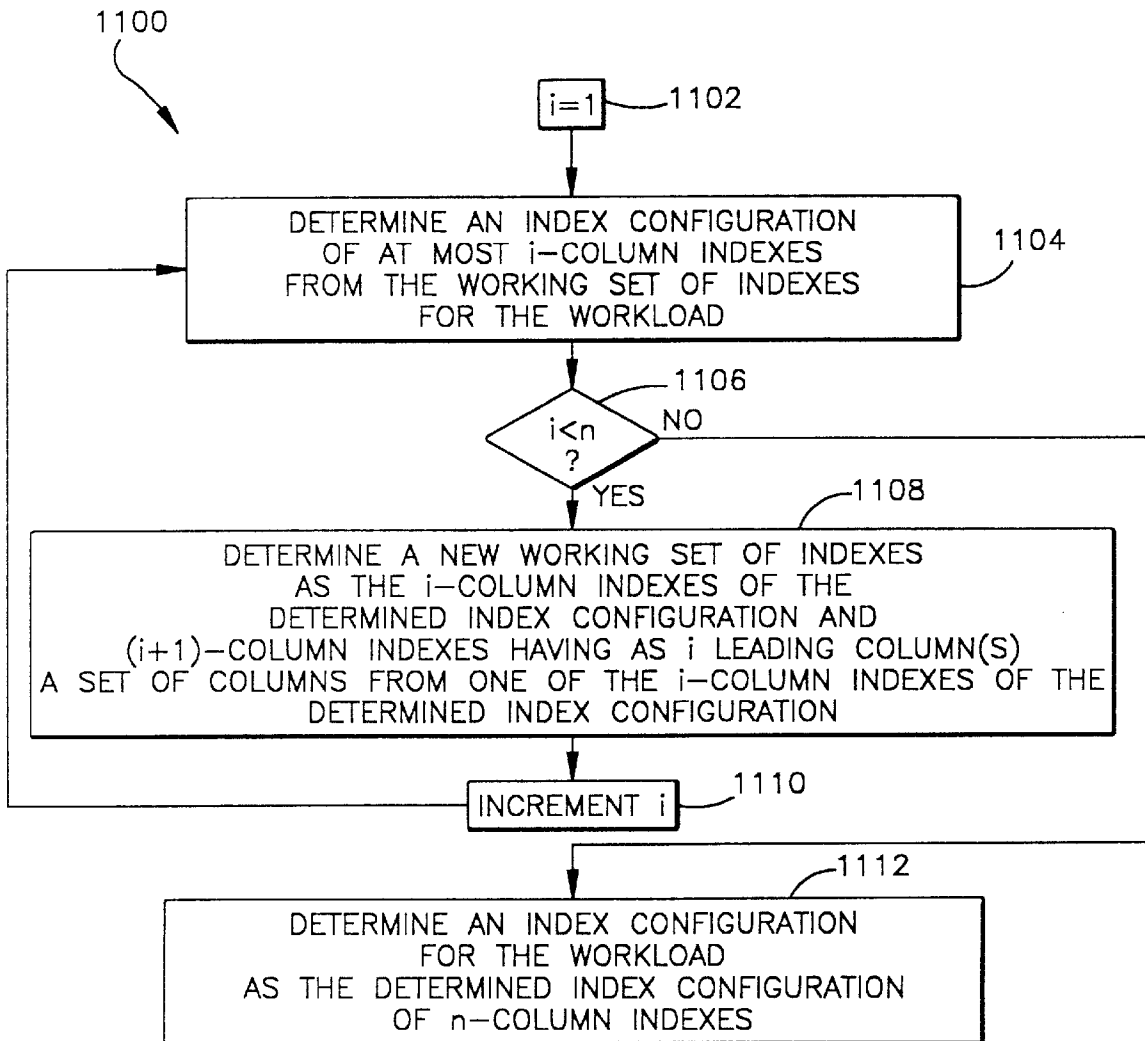 1100
i=1
1102
DETERMINE AN INDEX CONFIGURATION
OF AT MOST i-COLUMN INDEXES
FROM THE WORKING SET OF INDEXES
FOR THE WORKLOAD
1104
1106
i<n
?
NO
YES
1108
DETERMINE A NEW WORKING SET OF INDEXES
AS THE i-COLUMN INDEXES OF THE
DETERMINED INDEX CONFIGURATION AND
(i+1)-COLUMN INDEXES HAVING AS i LEADING COLUMN(S)
A SET OF COLUMNS FROM ONE OF THE i-COLUMN INDEXES OF THE
DETERMINED INDEX CONFIGURATION
INCREMENT i
1110
1112
DETERMINE AN INDEX CONFIGURATION
FOR THE WORKLOAD
AS THE DETERMINED INDEX CONFIGURATION
OF n-COLUMN INDEXES